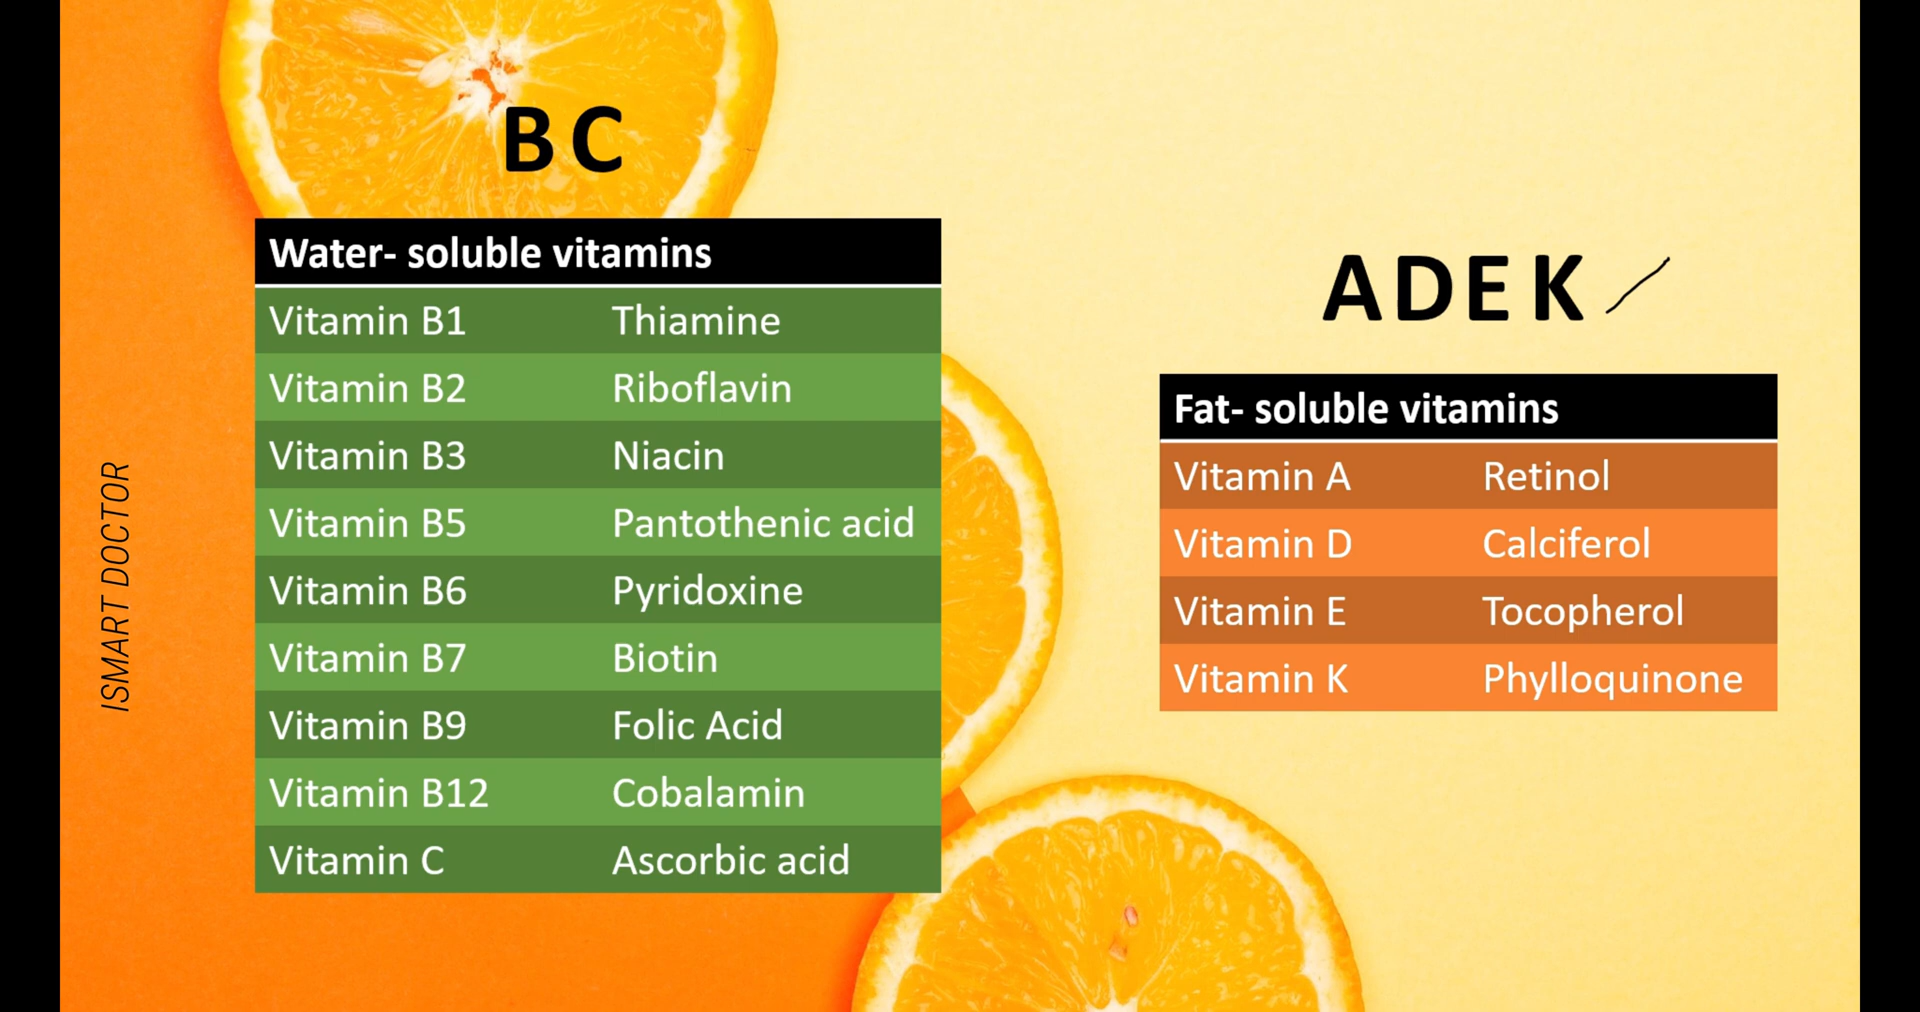 BC
Water- soluble vitamins
Vitamin B1 Thiamine
Vitamin B2 Riboflavin
Vitamin B3 Niacin
Vitamin B5 Pantothenic acid
Vitamin B6 Pyridoxine
Vitamin B7 Biotin
Vitamin B9 Folic Acid
Vitamin B12 Cobalamin
Vitamin C Ascorbic acid
ADEK
Fat- soluble vitamins
Vitamin A Retinol
Vitamin D Calciferol
Vitamin E Tocopherol
Vitamin K Phylloquinone
ISMART DOCTOR